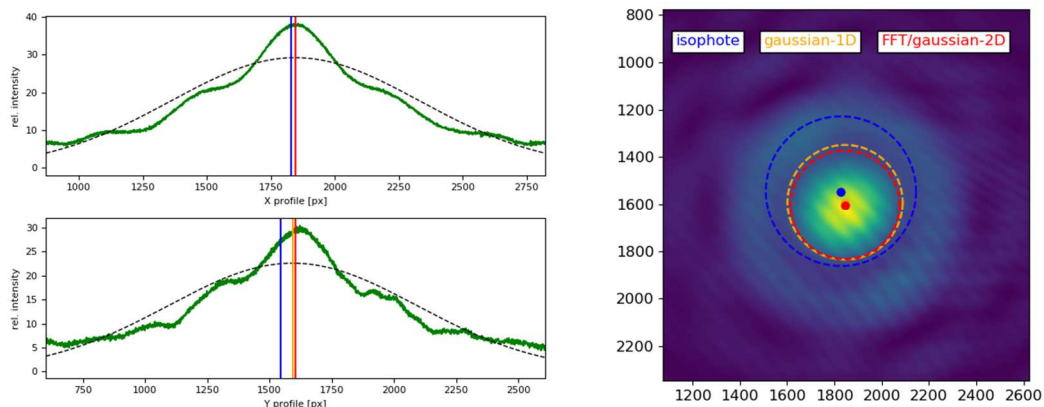 40
30
20
10
0
rel. intensity
1000 1250 1500 1750 2000 2250 2500 2750
X profile [px]
30
25
20
15
10
5
0
rel. intensity
750 1000 1250 1500 1750 2000 2250 2500
Y profile [px]
isophote gaussian-1D FFT/gaussian-2D
800
1000
1200
1400
1600
1800
2000
2200
1200 1400 1600 1800 2000 2200 2400 2600